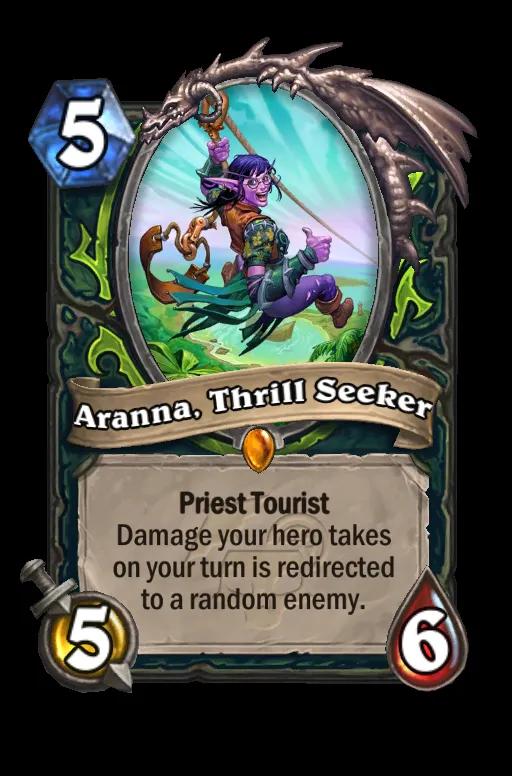 5
Aranna, Thrill Seeker
Priest Tourist
Damage your hero takes
on your turn is redirected
to a random enemy.
5
6